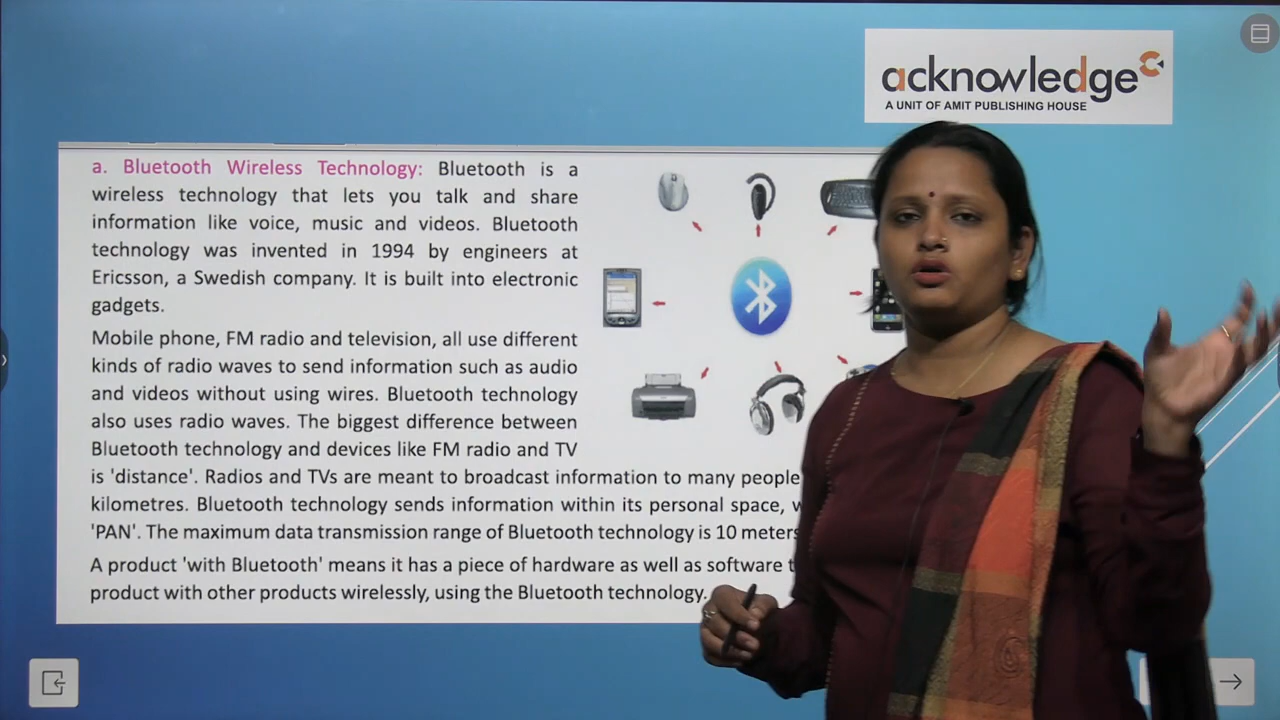 acknowledge
A UNIT OF AMIT PUBLISHING HOUSE
a. Bluetooth Wireless Technology: Bluetooth is a
wireless technology that lets you talk and share
information like voice, music and videos. Bluetooth
technology was invented in 1994 by engineers at
Ericsson, a Swedish company. It is built into electronic
gadgets.
Mobile phone, FM radio and television, all use different
kinds of radio waves to send information such as audio
and videos without using wires. Bluetooth technology
also uses radio waves. The biggest difference between
Bluetooth technology and devices like FM radio and TV
is 'distance'. Radios and TVs are meant to broadcast information to many people
kilometres. Bluetooth technology sends information within its personal space,
'PAN'. The maximum data transmission range of Bluetooth technology is 10 meters
A product 'with Bluetooth' means it has a piece of hardware as well as software
product with other products wirelessly, using the Bluetooth technology.